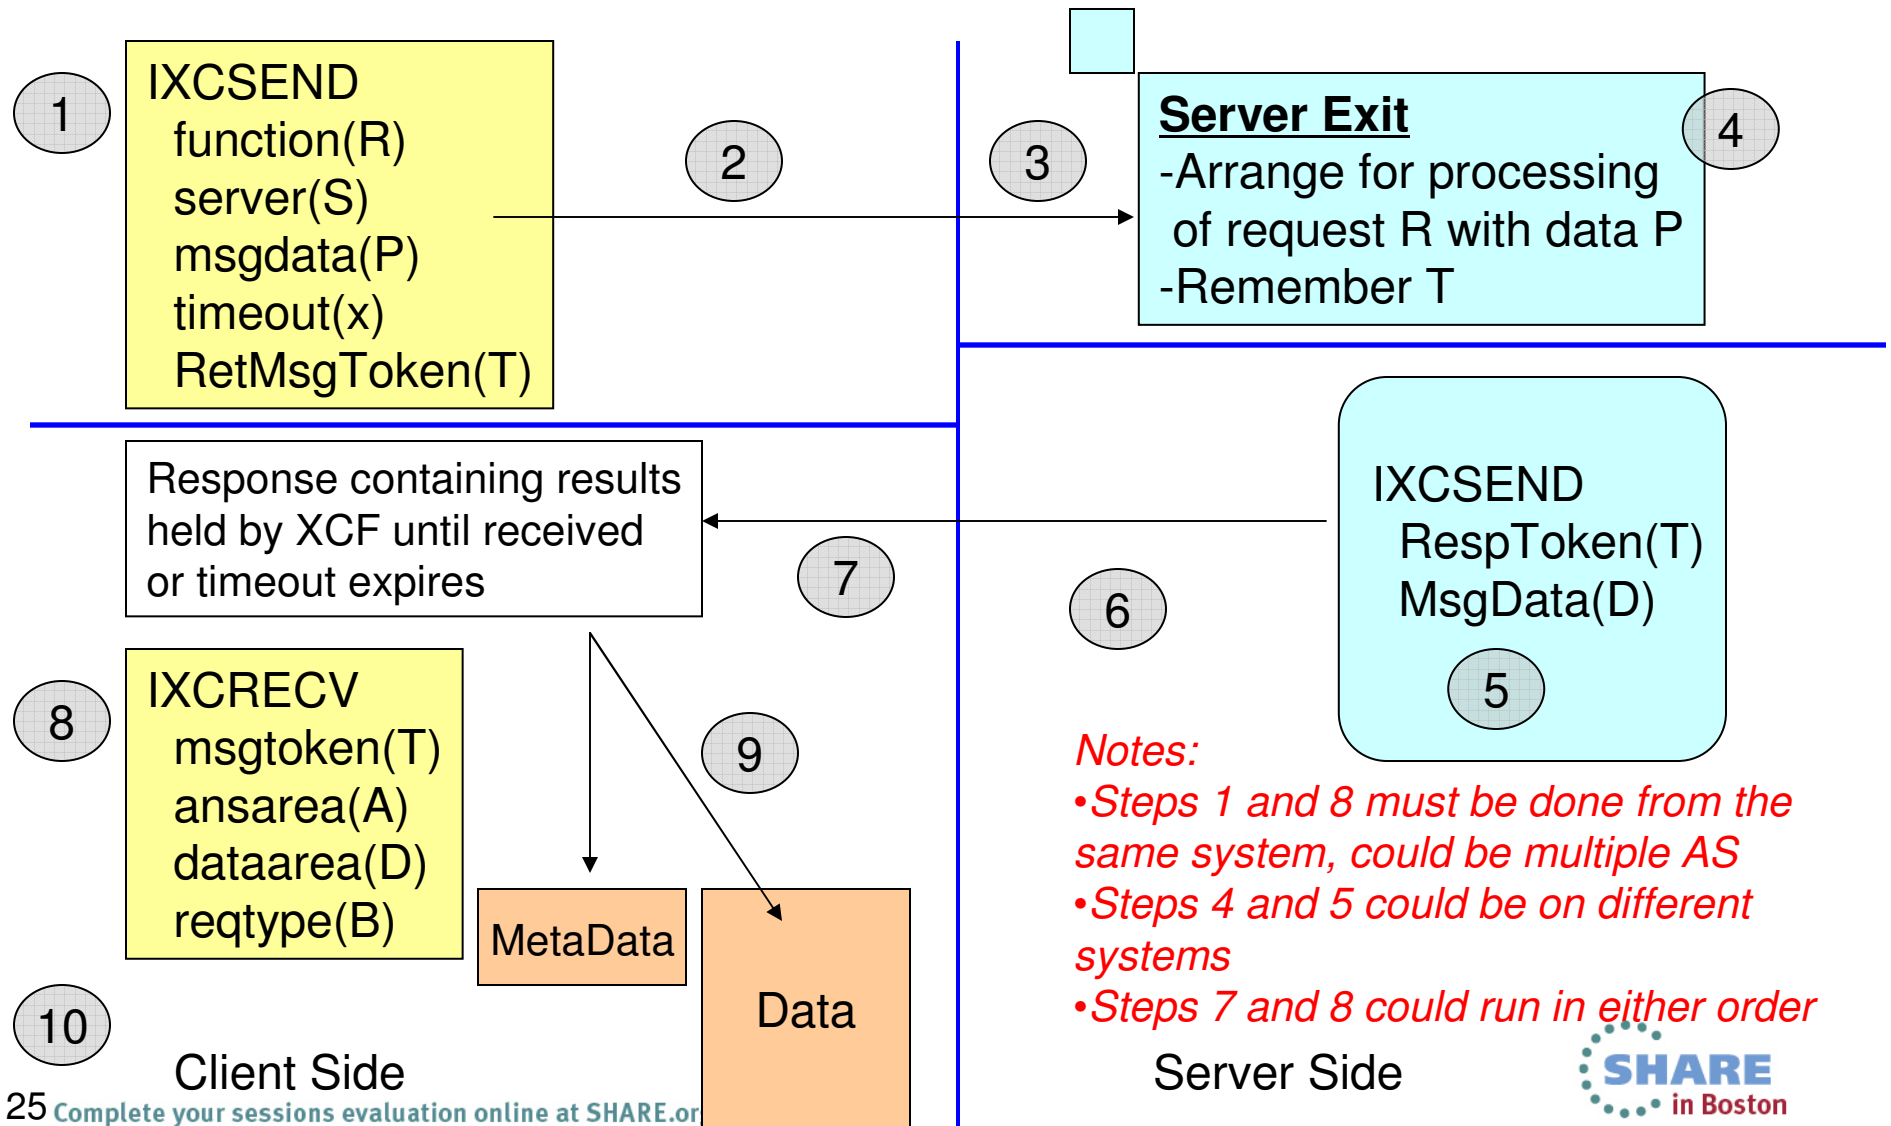 1
IXCSEND
function(R)
server(S)
msgdata(P)
timeout(x)
RetMsgToken(T)
2
3
Server Exit
-Arrange for processing
of request R with data P
-Remember T
4
Response containing results
held by XCF until received
or timeout expires
7
6
IXCSEND
RespToken(T)
MsgData(D)
5
8
IXCRECV
msgtoken(T)
ansarea(A)
dataarea(D)
reqtype(B)
9
MetaData
Data
10
Client Side
Notes:
•Steps 1 and 8 must be done from the
same system, could be multiple AS
•Steps 4 and 5 could be on different
systems
•Steps 7 and 8 could run in either order
Server Side
SHARE
in Boston
25 Complete your sessions evaluation online at SHARE.or